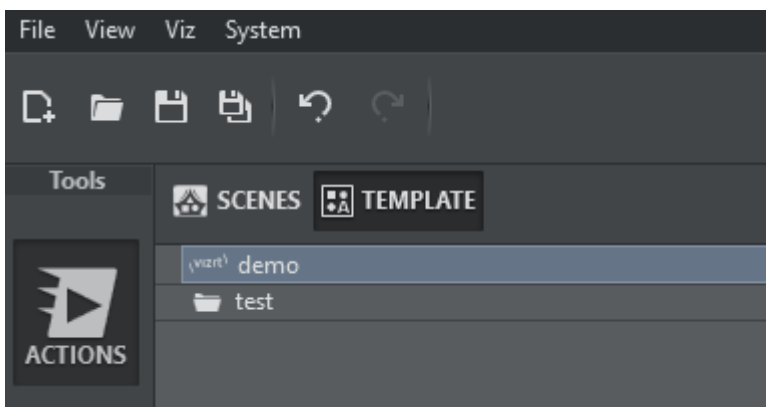 File View Viz System
Tools
SCENES TEMPLATE
vizrt demo
test
ACTIONS